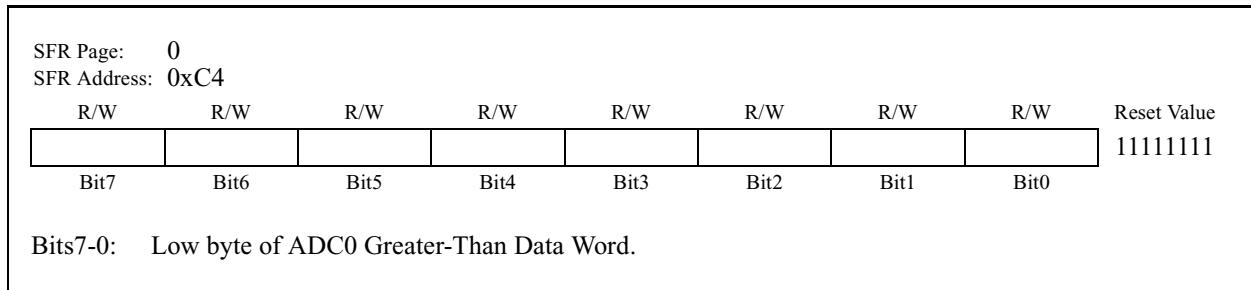 SFR Page: 0
SFR Address: 0xC4
R/W R/W R/W R/W R/W R/W R/W R/W Reset Value
11111111
Bit7 Bit6 Bit5 Bit4 Bit3 Bit2 Bit1 Bit0
Bits7-0: Low byte of ADC0 Greater-Than Data Word.